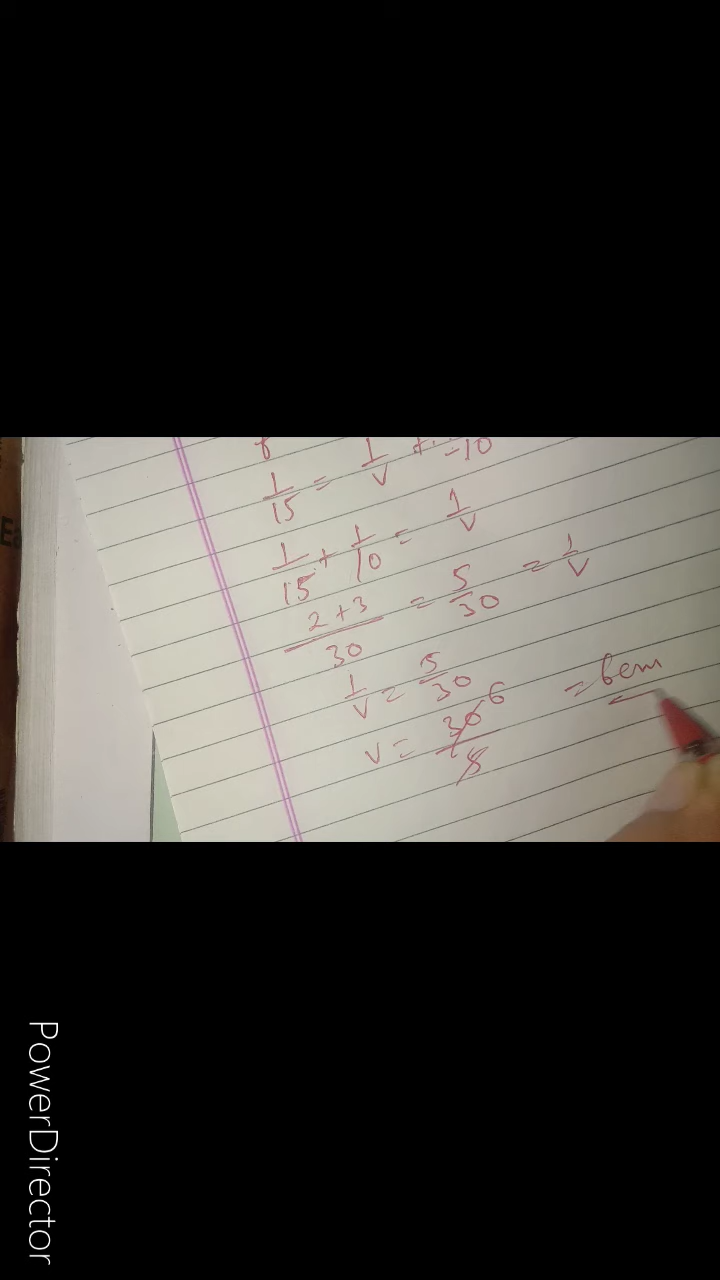 f
1/15 = 1/v + 1/-10
1/15 + 1/10 = 1/v
2+3/30 = 5/30 = 1/v
1/v = 5/30
v = 30/5 6 = 6cm
PowerDirector